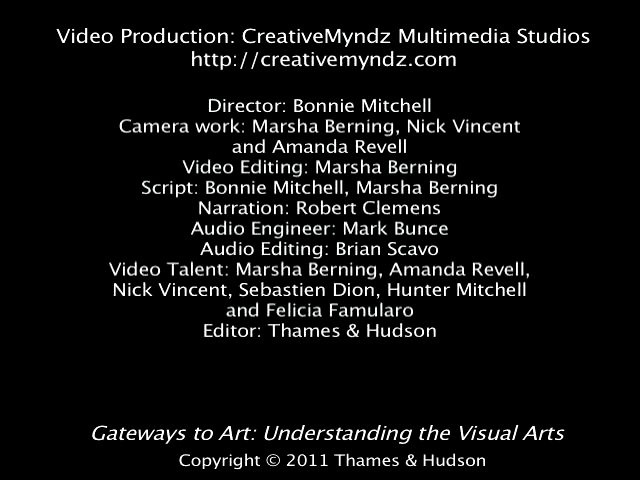 Video Production: CreativeMyndz Multimedia Studios
http://creativemyndz.com
Director: Bonnie Mitchell
Camera work: Marsha Berning, Nick Vincent
and Amanda Revell
Video Editing: Marsha Berning
Script: Bonnie Mitchell, Marsha Berning
Narration: Robert Clemens
Audio Engineer: Mark Bunce
Audio Editing: Brian Scavo
Video Talent: Marsha Berning, Amanda Revell,
Nick Vincent, Sebastien Dion, Hunter Mitchell
and Felicia Famularo
Editor: Thames & Hudson
Gateways to Art: Understanding the Visual Arts
Copyright © 2011 Thames & Hudson